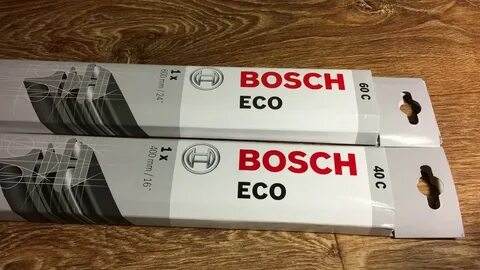 1 x
600 mm / 24"
BOSCH
ECO
60 C
1 x
400 mm / 16"
BOSCH
ECO
40 C